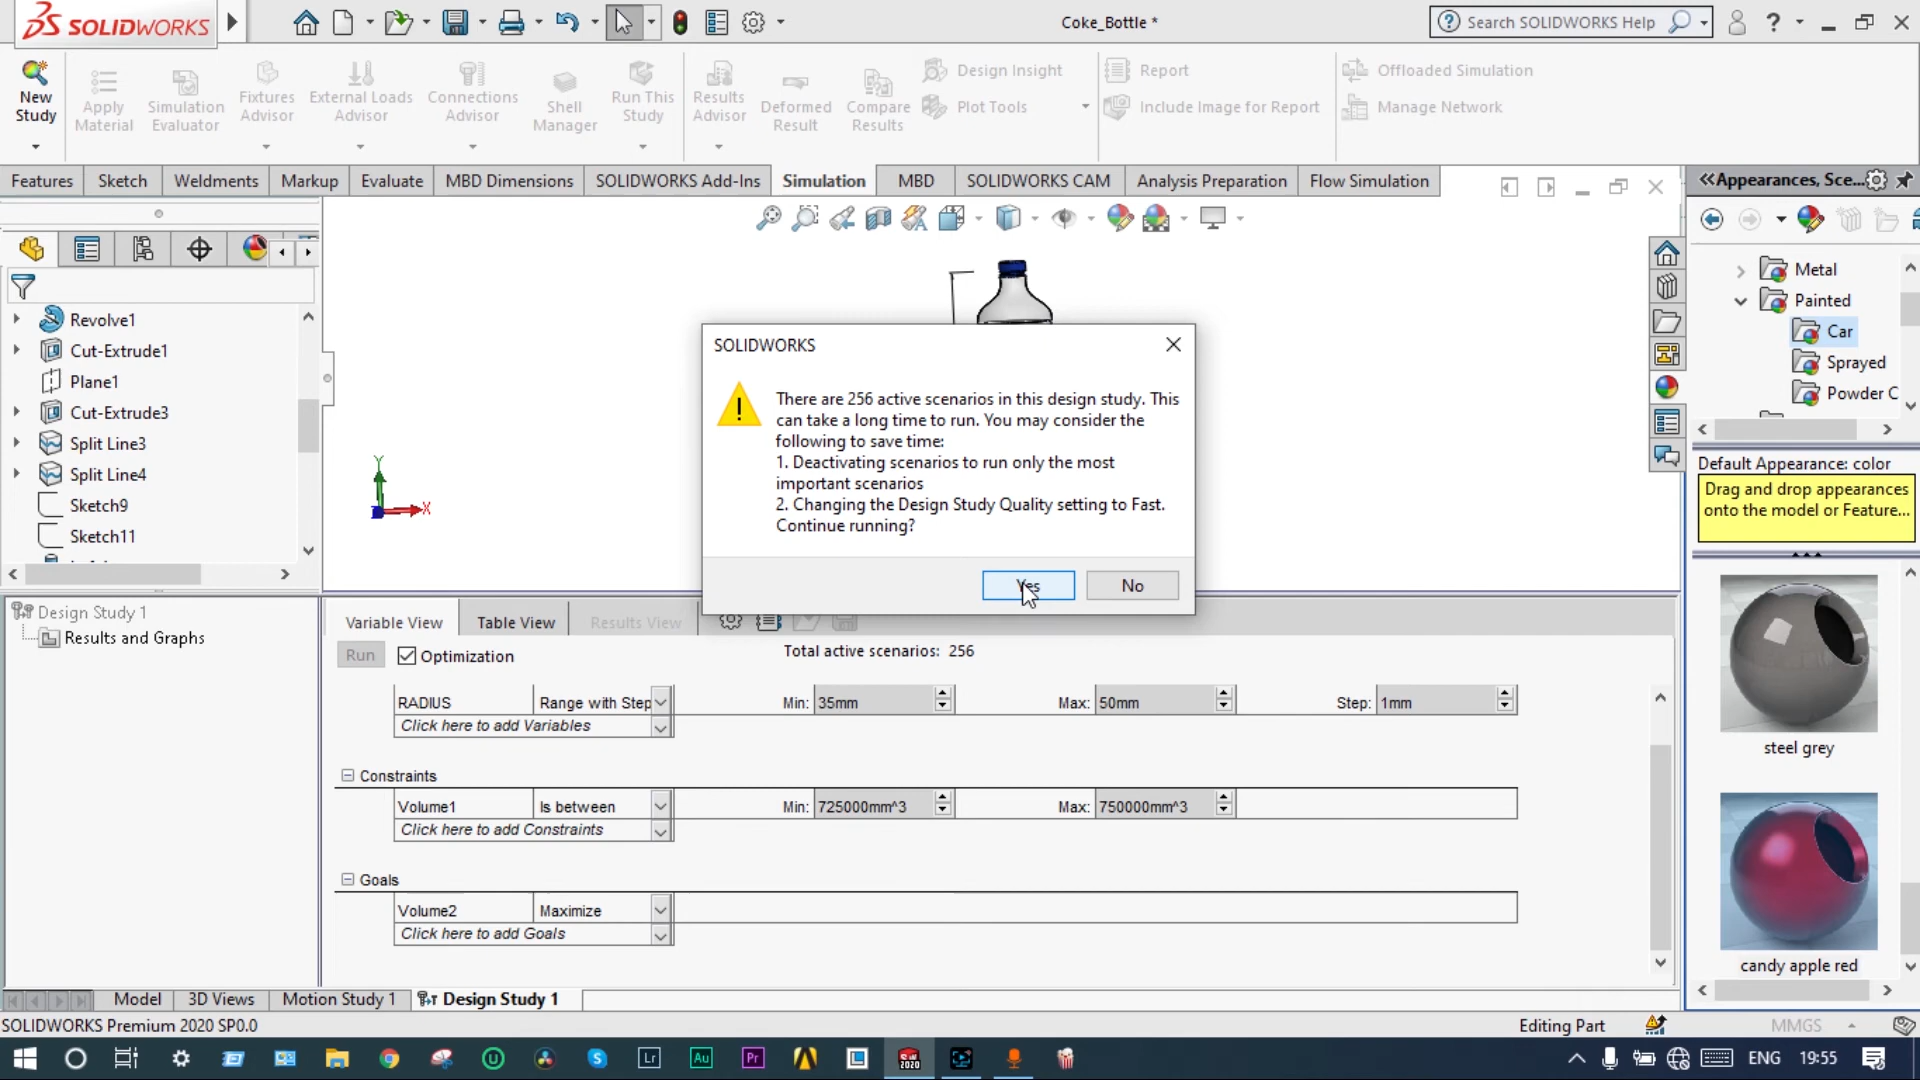 SOLIDWORKS
Coke_Bottle *
Search SOLIDWORKS Help
New Study
Apply Material
Simulation Evaluator
Fixtures Advisor
External Loads Advisor
Connections Advisor
Shell Manager
Run This Study
Results Advisor
Deformed Result
Compare Results
Design Insight
Plot Tools
Report
Include Image for Report
Offloaded Simulation
Manage Network
Features
Sketch
Weldments
Markup
Evaluate
MBD Dimensions
SOLIDWORKS Add-Ins
Simulation
MBD
SOLIDWORKS CAM
Analysis Preparation
Flow Simulation
Appearances, Sce...
Revolve1
Cut-Extrude1
Plane1
Cut-Extrude3
Split Line3
Split Line4
Sketch9
Sketch11
Y
X
SOLIDWORKS
There are 256 active scenarios in this design study. This
can take a long time to run. You may consider the
following to save time:
1. Deactivating scenarios to run only the most
important scenarios
2. Changing the Design Study Quality setting to Fast.
Continue running?
Yes
No
Metal
Painted
Car
Sprayed
Powder C
Default Appearance: color
Drag and drop appearances
onto the model or Feature...
steel grey
candy apple red
Design Study 1
Results and Graphs
Variable View
Table View
Results View
Run
Optimization
Total active scenarios: 256
RADIUS
Range with Step
Min: 35mm
Max: 50mm
Step: 1mm
Click here to add Variables
Constraints
Volume1
Is between
Min: 725000mm^3
Max: 750000mm^3
Click here to add Constraints
Goals
Volume2
Maximize
Click here to add Goals
Model
3D Views
Motion Study 1
Design Study 1
SOLIDWORKS Premium 2020 SP0.0
Editing Part
MMGS
Lr
Au
Pr
SW 2020
ENG
19:55